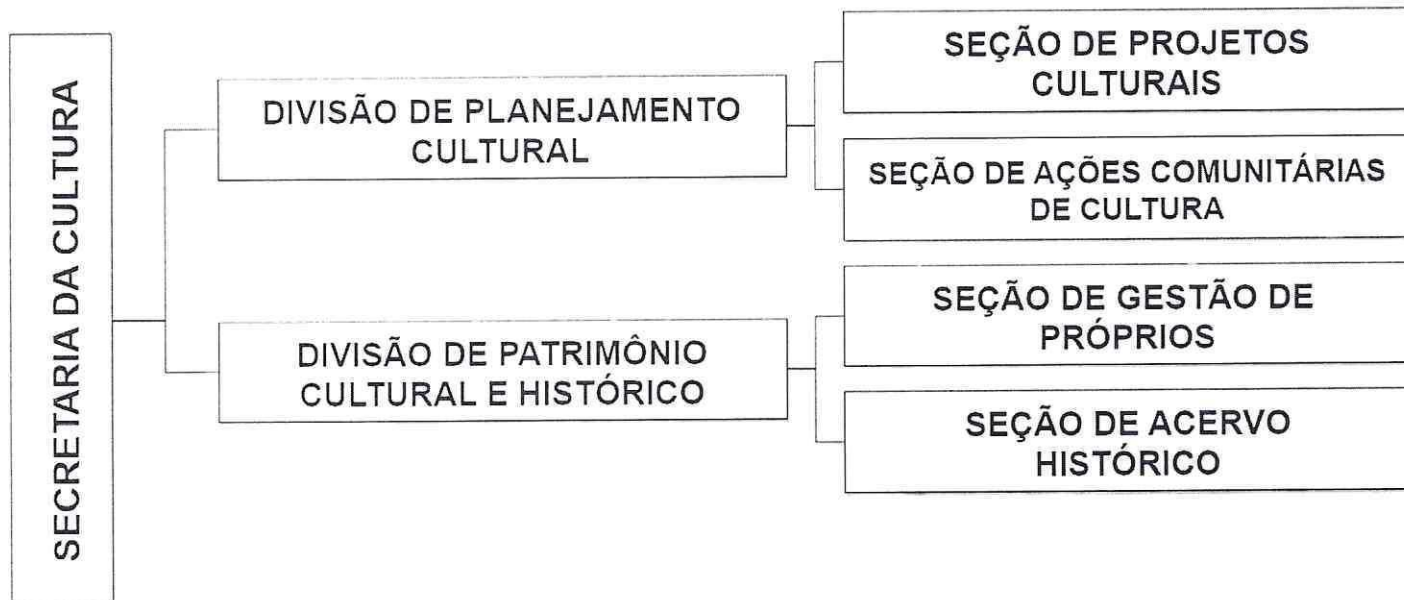 SECRETARIA DA CULTURA
DIVISÃO DE PLANEJAMENTO
CULTURAL
SEÇÃO DE PROJETOS
CULTURAIS
SEÇÃO DE AÇÕES COMUNITÁRIAS
DE CULTURA
DIVISÃO DE PATRIMÔNIO
CULTURAL E HISTÓRICO
SEÇÃO DE GESTÃO DE
PRÓPRIOS
SEÇÃO DE ACERVO
HISTÓRICO